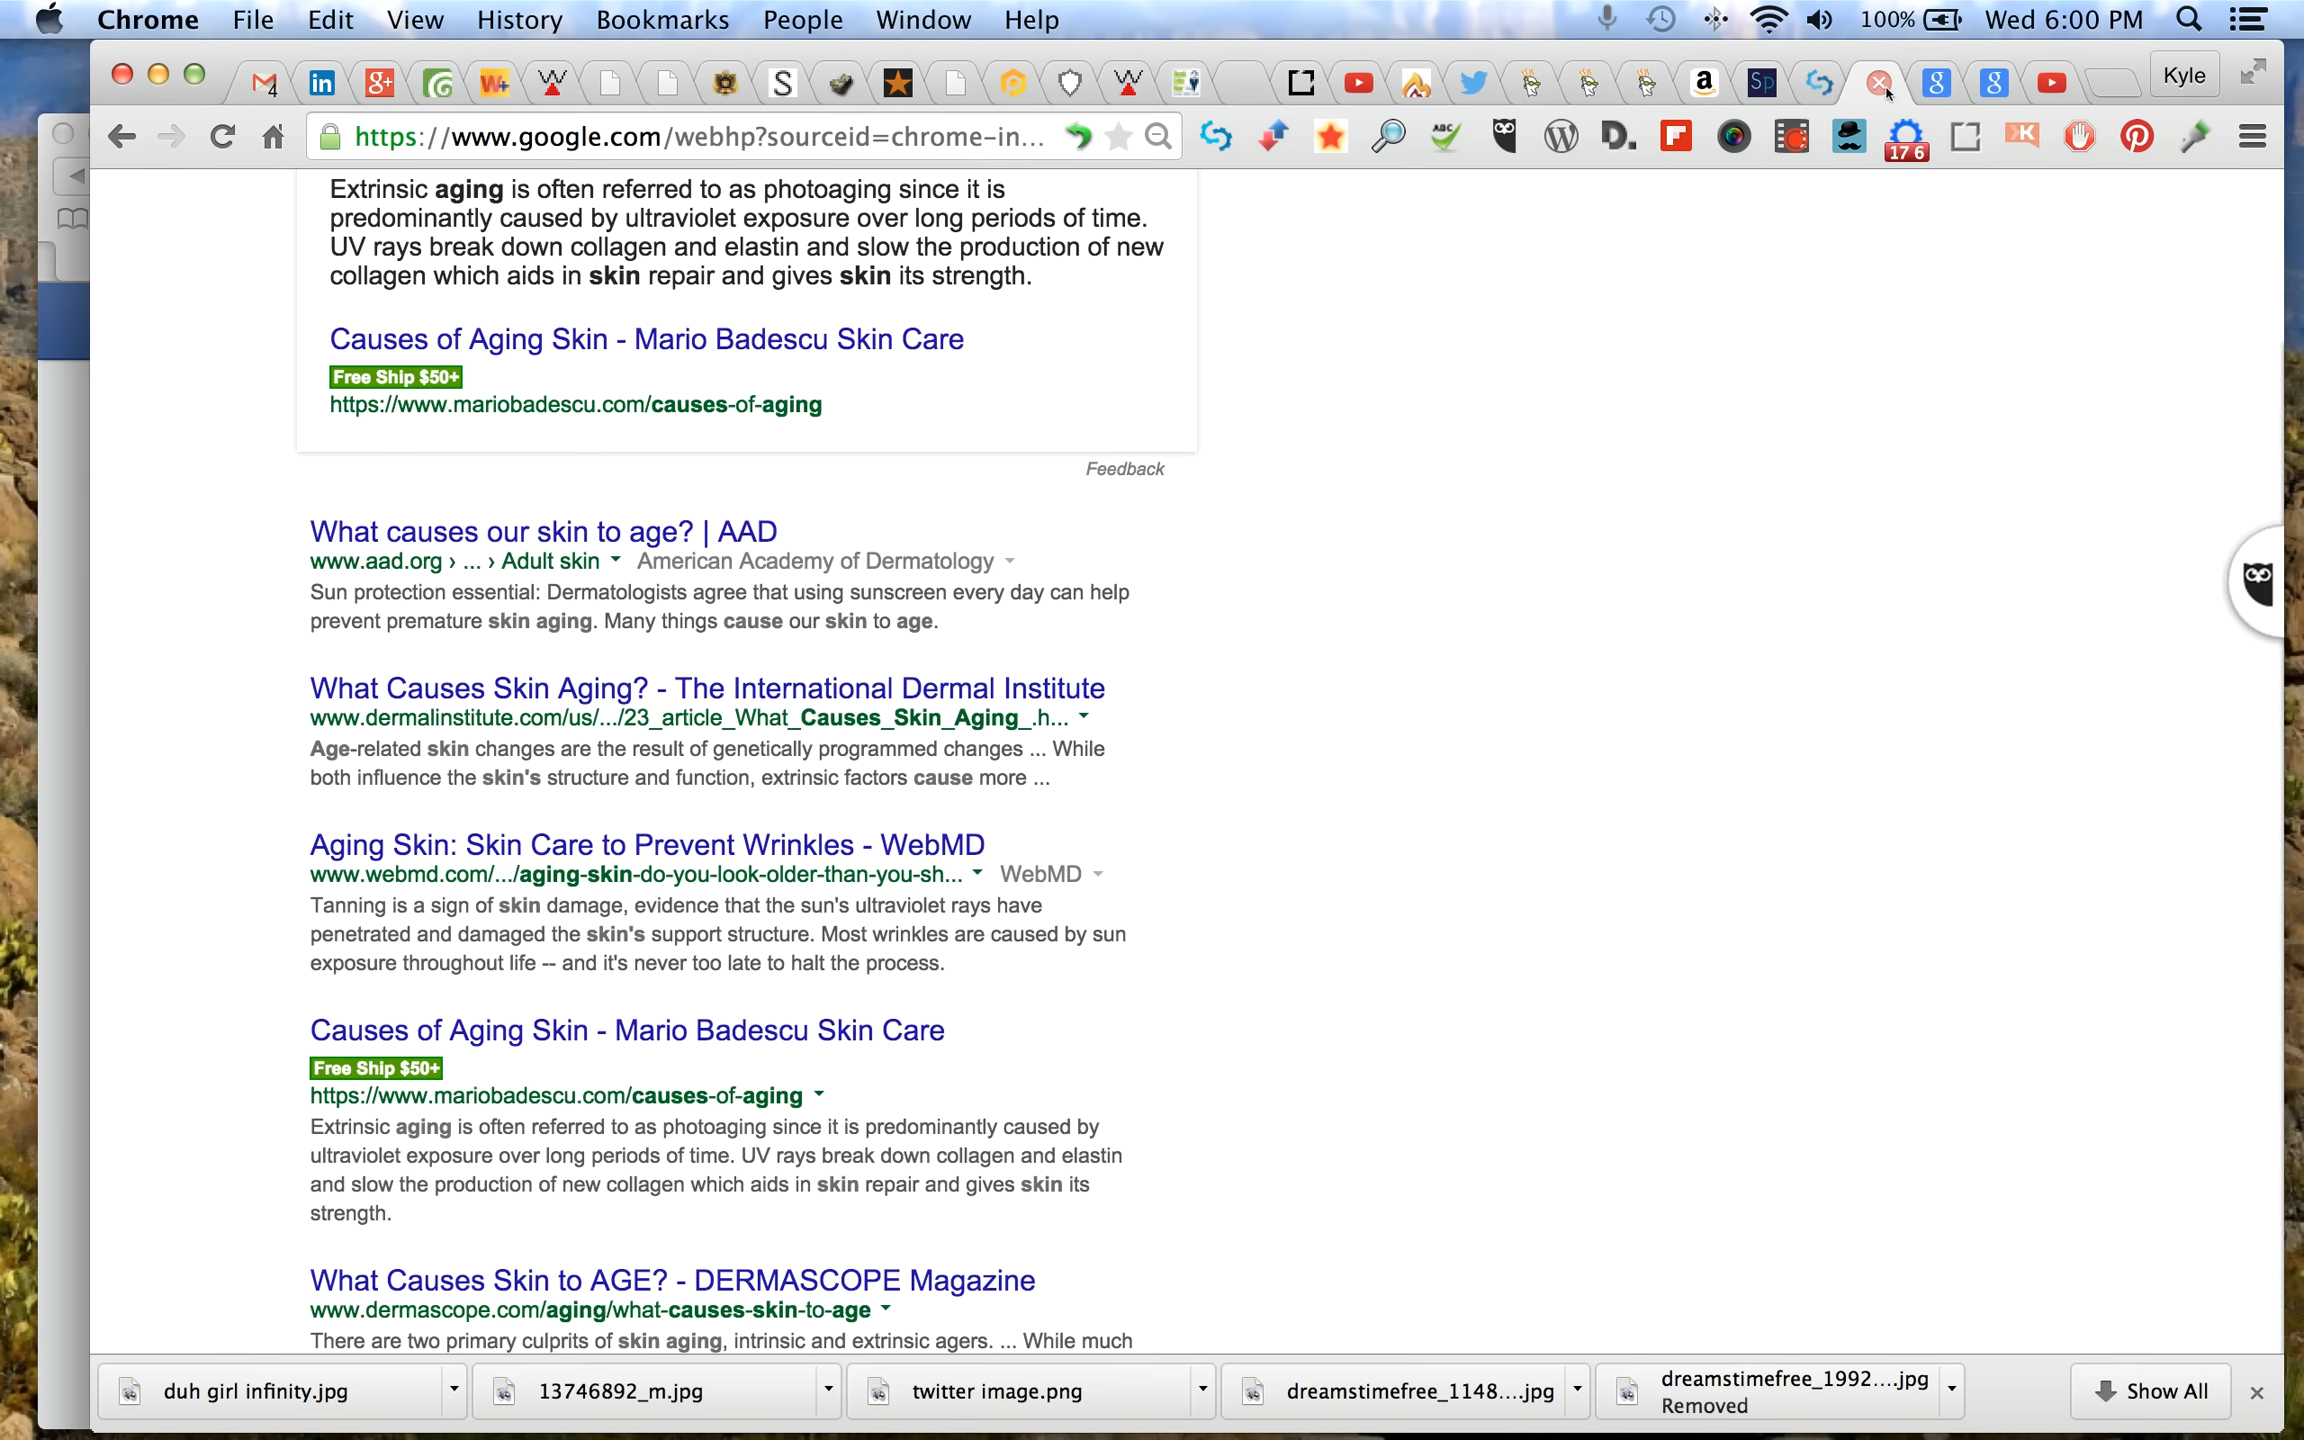 Chrome File Edit View History Bookmarks People Window Help 100% Wed 6:00 PM
4 in g+ W+ S a Sp g g Kyle
https://www.google.com/webhp?sourceid=chrome-in... ABC D. K 17 6
Extrinsic aging is often referred to as photoaging since it is
predominantly caused by ultraviolet exposure over long periods of time.
UV rays break down collagen and elastin and slow the production of new
collagen which aids in skin repair and gives skin its strength.
Causes of Aging Skin - Mario Badescu Skin Care
Free Ship $50+
https://www.mariobadescu.com/causes-of-aging
Feedback
What causes our skin to age? | AAD
www.aad.org › ... › Adult skin American Academy of Dermatology
Sun protection essential: Dermatologists agree that using sunscreen every day can help
prevent premature skin aging. Many things cause our skin to age.
What Causes Skin Aging? - The International Dermal Institute
www.dermalinstitute.com/us/.../23_article_What_Causes_Skin_Aging_.h...
Age-related skin changes are the result of genetically programmed changes ... While
both influence the skin's structure and function, extrinsic factors cause more ...
Aging Skin: Skin Care to Prevent Wrinkles - WebMD
www.webmd.com/.../aging-skin-do-you-look-older-than-you-sh... WebMD
Tanning is a sign of skin damage, evidence that the sun's ultraviolet rays have
penetrated and damaged the skin's support structure. Most wrinkles are caused by sun
exposure throughout life -- and it's never too late to halt the process.
Causes of Aging Skin - Mario Badescu Skin Care
Free Ship $50+
https://www.mariobadescu.com/causes-of-aging
Extrinsic aging is often referred to as photoaging since it is predominantly caused by
ultraviolet exposure over long periods of time. UV rays break down collagen and elastin
and slow the production of new collagen which aids in skin repair and gives skin its
strength.
What Causes Skin to AGE? - DERMASCOPE Magazine
www.dermascope.com/aging/what-causes-skin-to-age
There are two primary culprits of skin aging, intrinsic and extrinsic agers. ... While much
duh girl infinity.jpg 13746892_m.jpg twitter image.png dreamstimefree_1148....jpg dreamstimefree_1992....jpg Show All
Removed